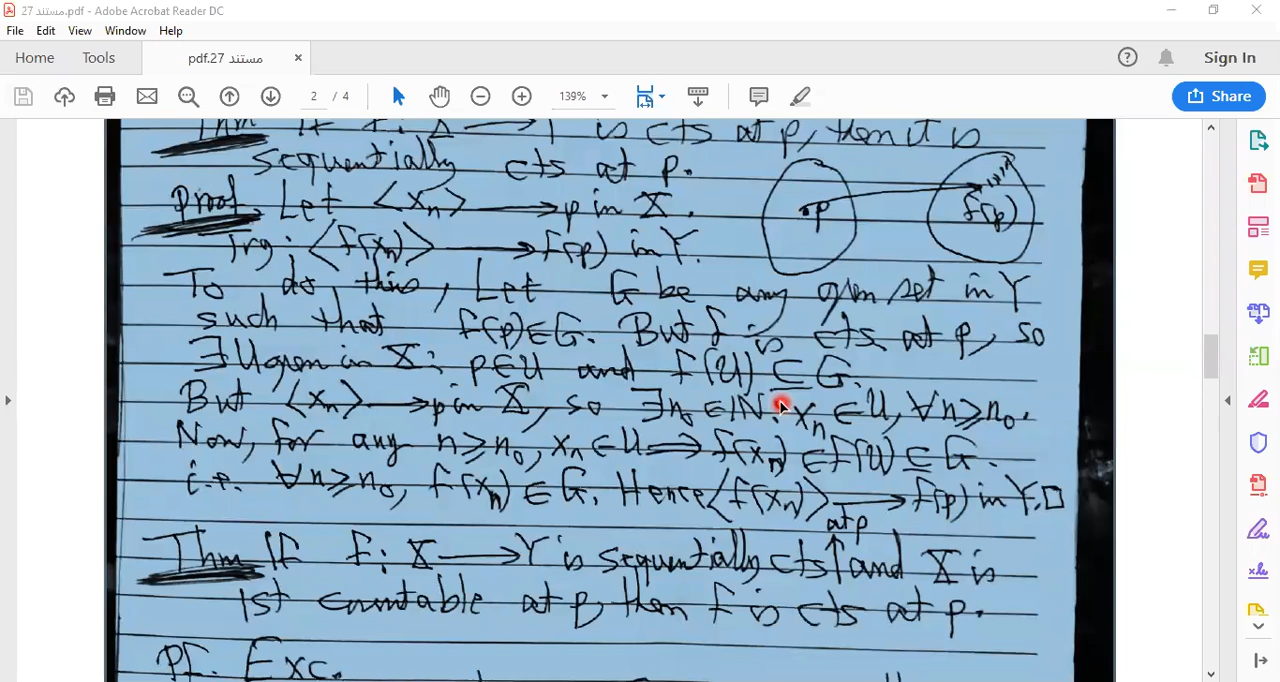 27 مستند.pdf - Adobe Acrobat Reader DC
File Edit View Window Help
Home Tools pdf.27 مستند × Sign In
2 / 4 139% Share
Thm If f: X → Y is cts at p, then it is
sequentially cts at p.
Proof. Let <xn> → p in X.
Trg: <f(xn)> → f(p) in Y.
p f(p)
To do this, Let G be any open set in Y
such that f(p) ∈ G. But f is cts at p, so
∃ U open in X: p ∈ U and f(U) ⊆ G.
But <xn> → p in X, so ∃ n₀ ∈ ℕ: xn ∈ U, ∀ n ≥ n₀.
Now, for any n ≥ n₀, xn ∈ U ⟹ f(xn) ∈ f(U) ⊆ G.
i.e. ∀ n ≥ n₀, f(xn) ∈ G. Hence <f(xn)> → f(p) in Y. □
at p
Thm If f: X → Y is sequentially cts ↑ and X is
1st countable at p, then f is cts at p.
Pf. Exc.